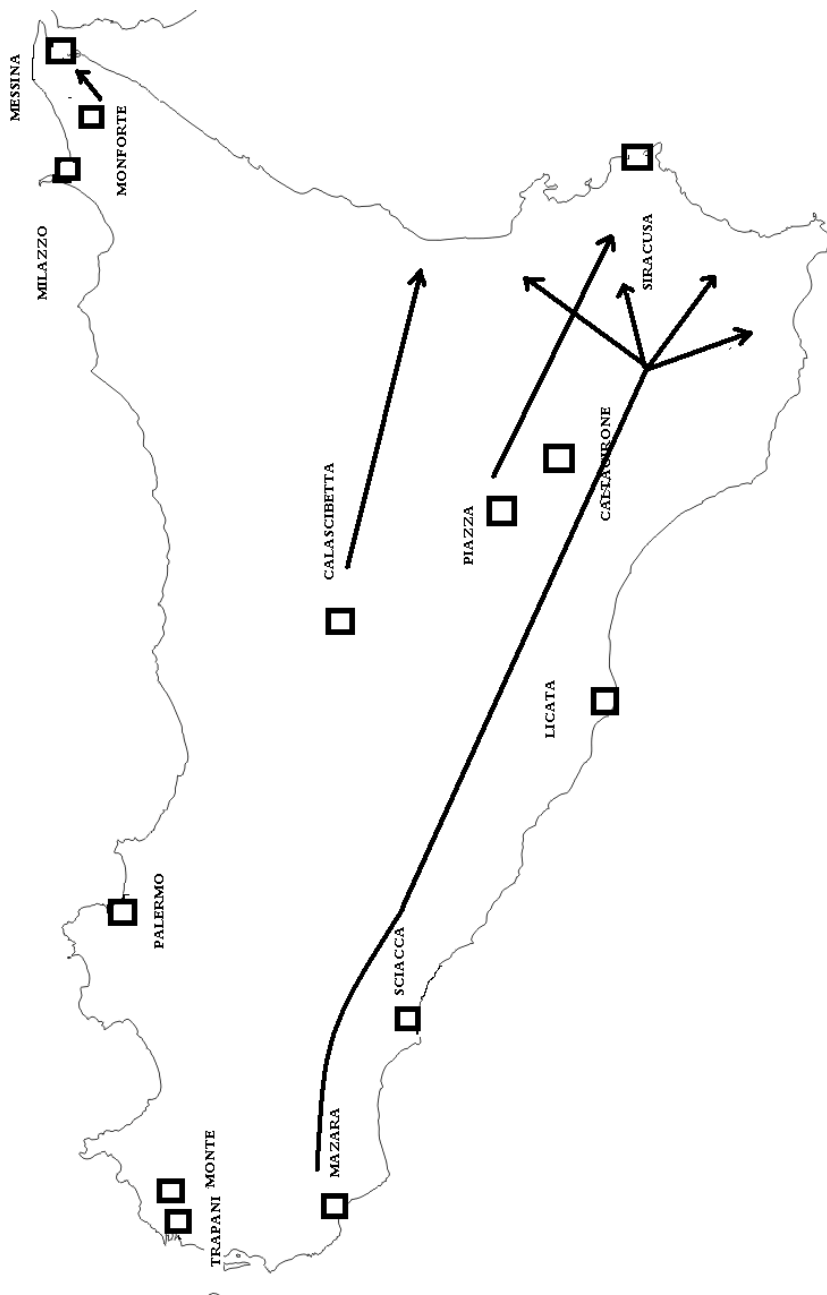 MESSINA
MONFORTE
MILAZZO
SIRACUSA
CALTAGIRONE
CALASCIBETTA
PIAZZA
LICATA
PALERMO
SCIACCA
MAZARA
MONTE
TRAPANI